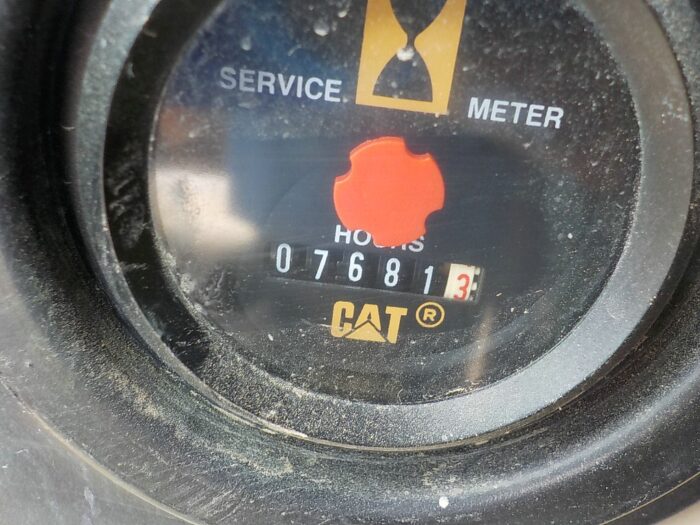 SERVICE METER
HOURS
076813
CAT®